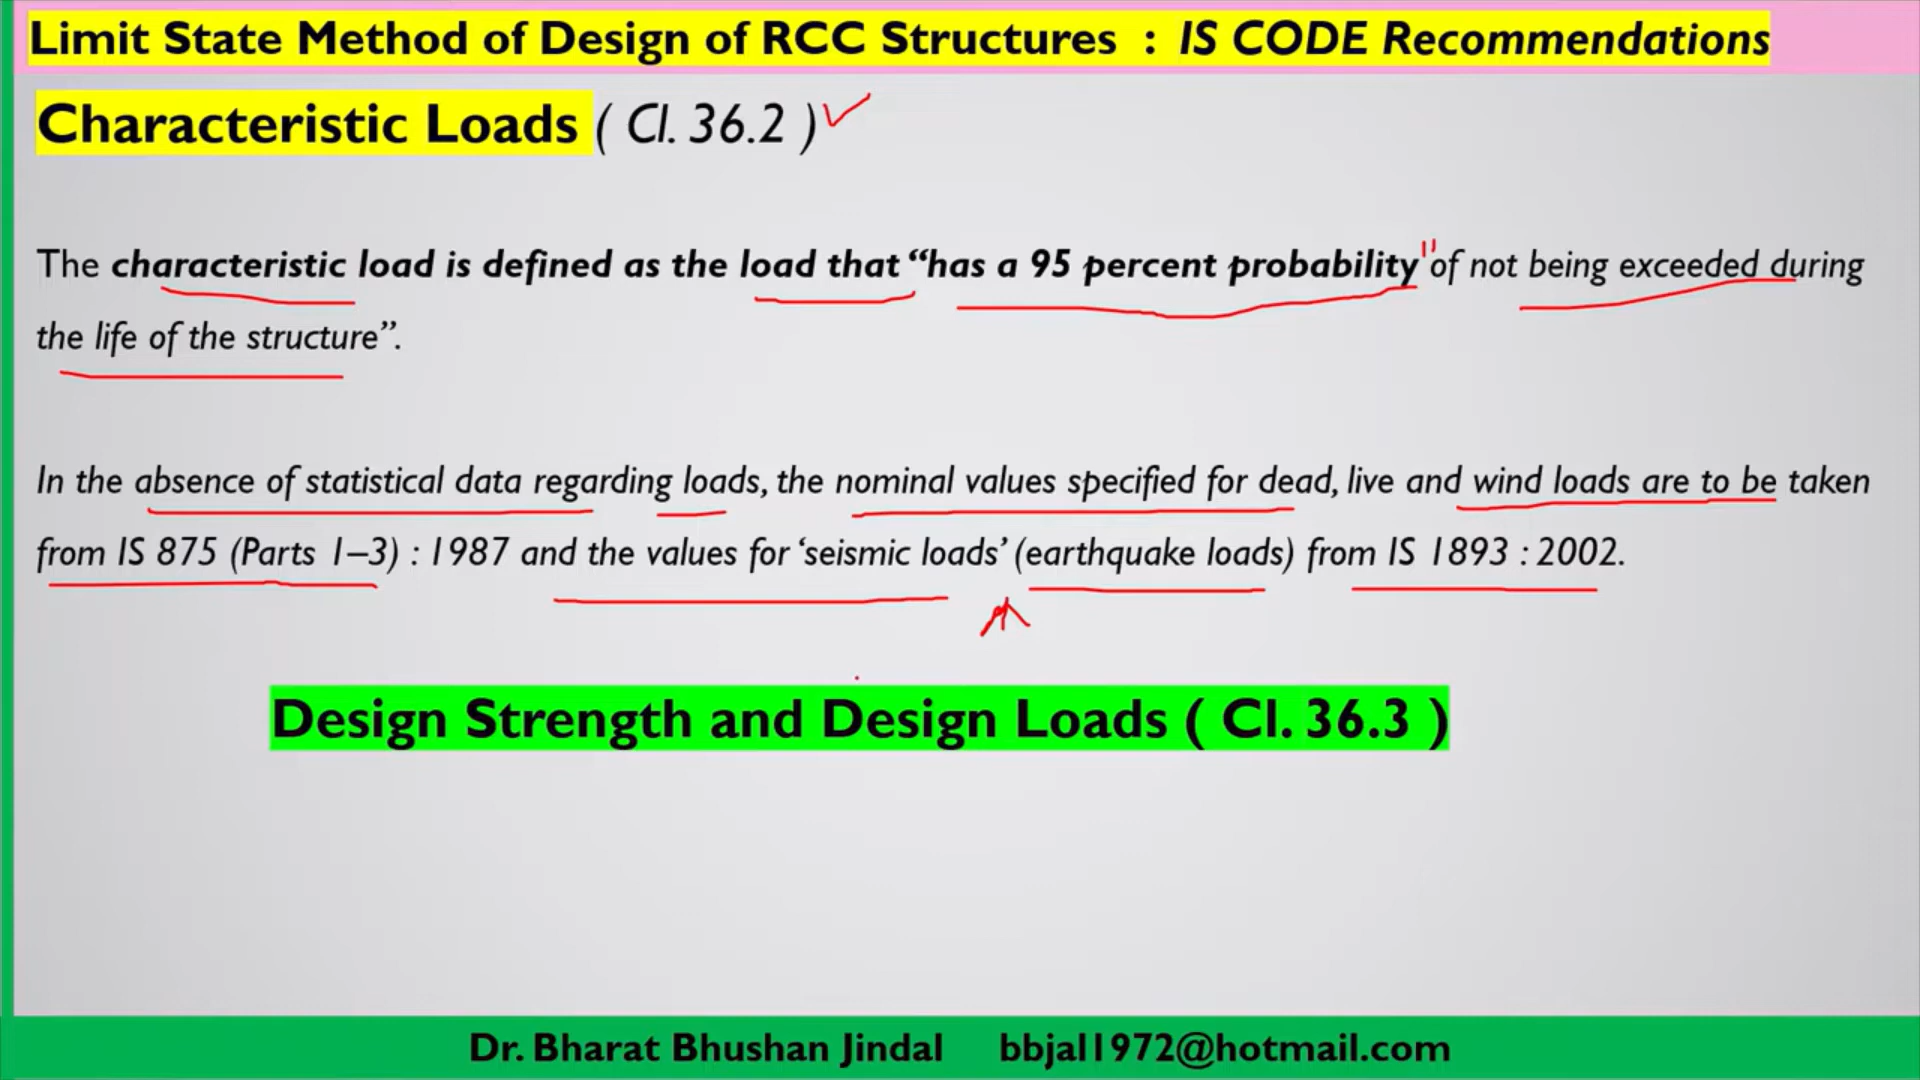 Limit State Method of Design of RCC Structures : IS CODE Recommendations
Characteristic Loads ( Cl. 36.2 )
The characteristic load is defined as the load that “has a 95 percent probability" of not being exceeded during
the life of the structure”.
In the absence of statistical data regarding loads, the nominal values specified for dead, live and wind loads are to be taken
from IS 875 (Parts 1–3) : 1987 and the values for ‘seismic loads’ (earthquake loads) from IS 1893 : 2002.
Design Strength and Design Loads ( Cl. 36.3 )
Dr. Bharat Bhushan Jindal bbjal1972@hotmail.com